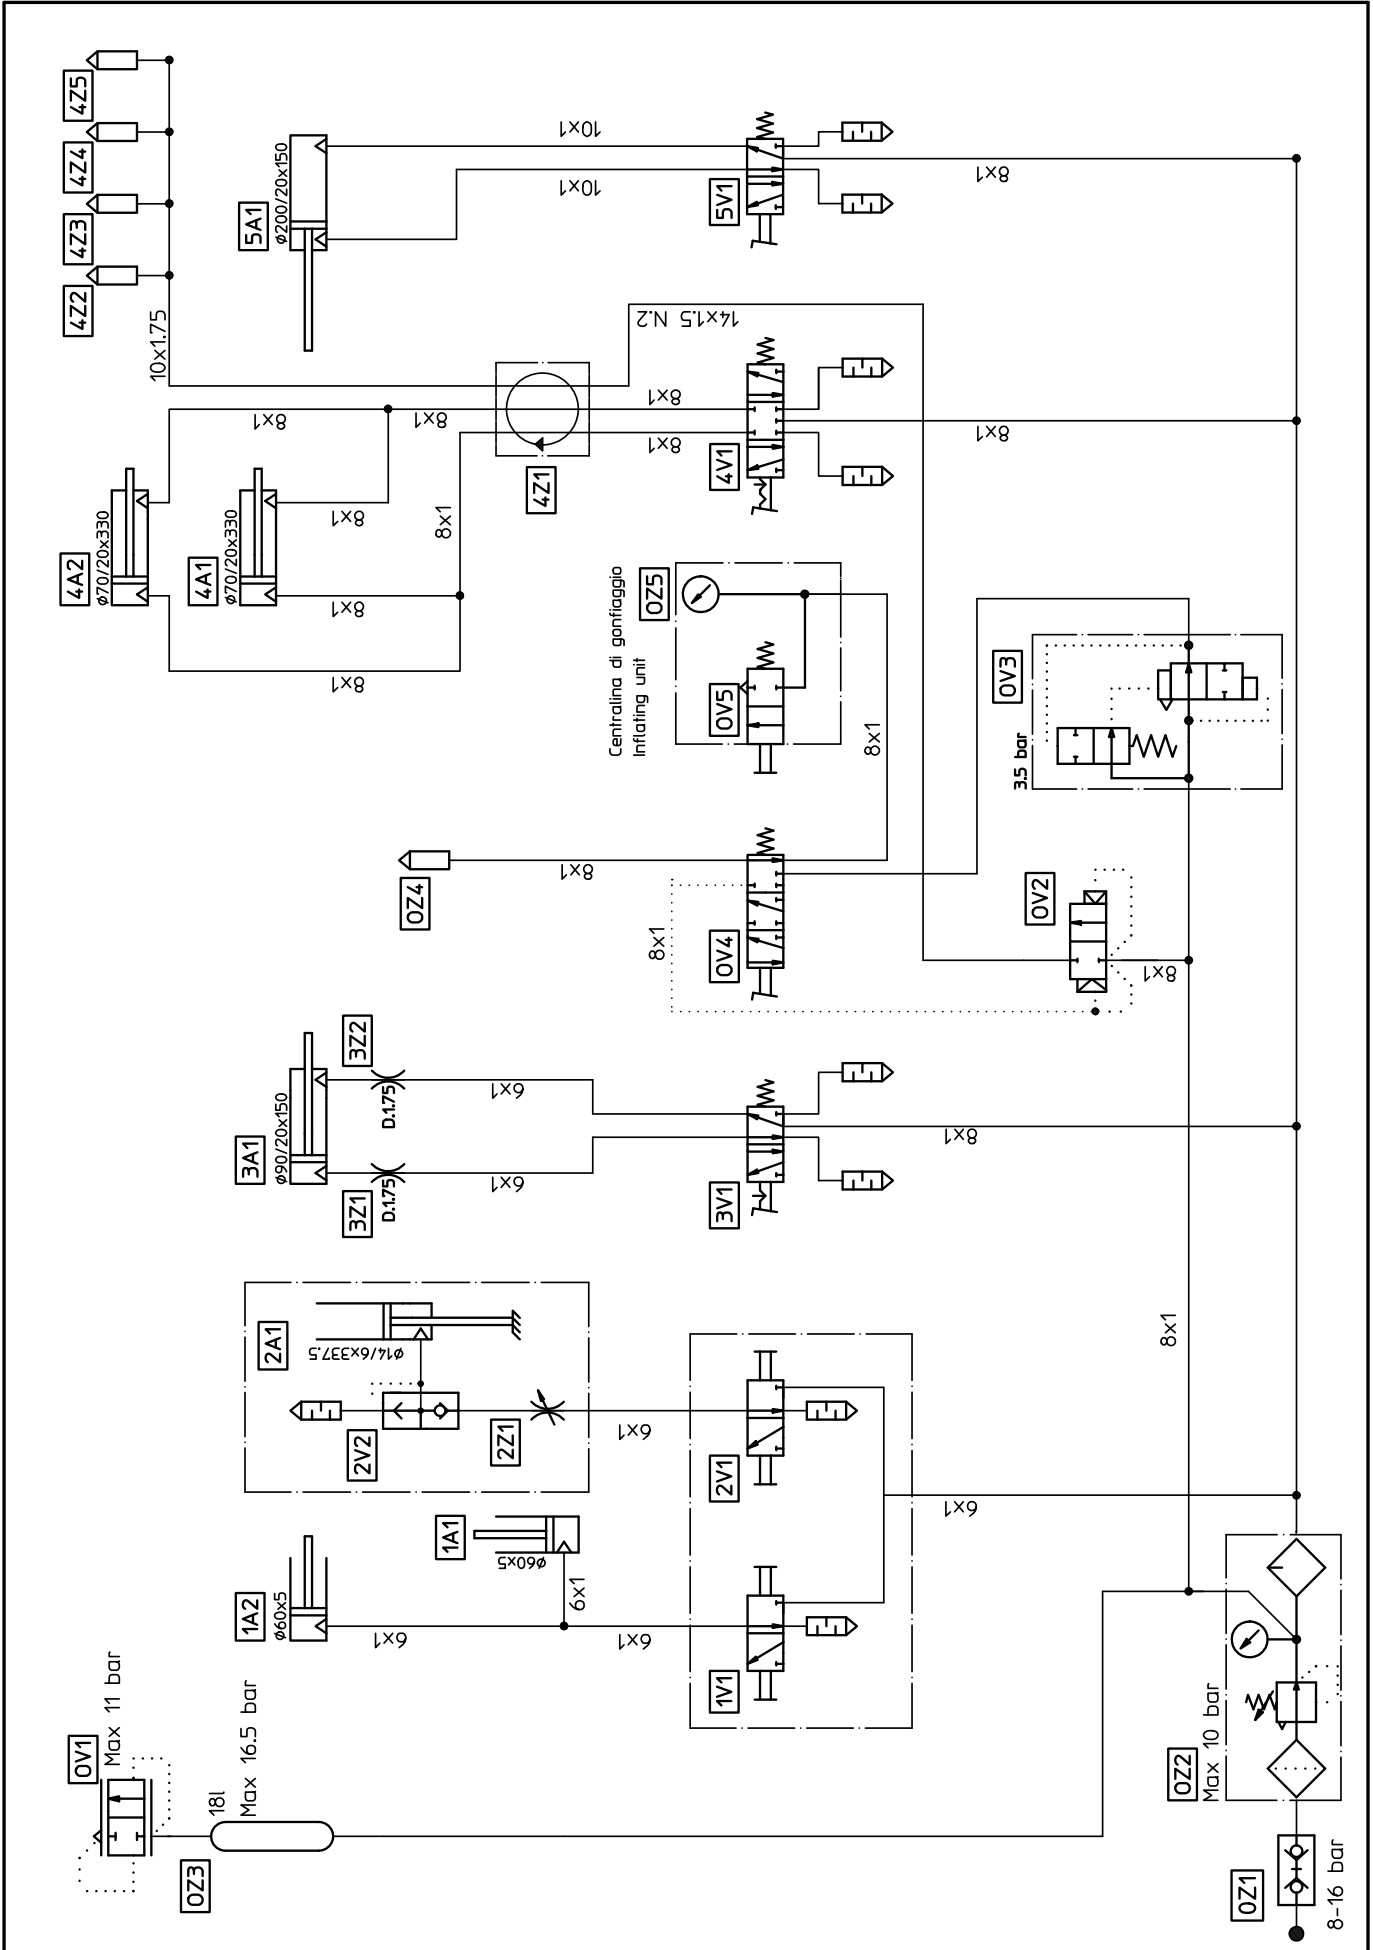 0V1
Max 11 bar
0Z3
18l
Max 16.5 bar
1A2
ø60x5
6x1
1A1
ø60x5
6x1
6x1
1V1
2A1
ø14/6x337.5
2V2
2Z1
6x1
2V1
6x1
3A1
ø90/20x150
3Z1
D.1.75
3Z2
D.1.75
6x1
6x1
3V1
8x1
0Z4
8x1
8x1
0V4
0V2
8x1
8x1
Centralina di gonfiaggio
Inflating unit
0Z5
0V5
8x1
0V3
3.5 bar
4A2
ø70/20x330
4A1
ø70/20x330
8x1
8x1
8x1
8x1
8x1
8x1
4Z1
8x1
8x1
4V1
8x1
14x1.5 N.2
10x1.75
4Z2
4Z3
4Z4
4Z5
5A1
ø200/20x150
10x1
10x1
5V1
8x1
0Z1
8-16 bar
0Z2
Max 10 bar